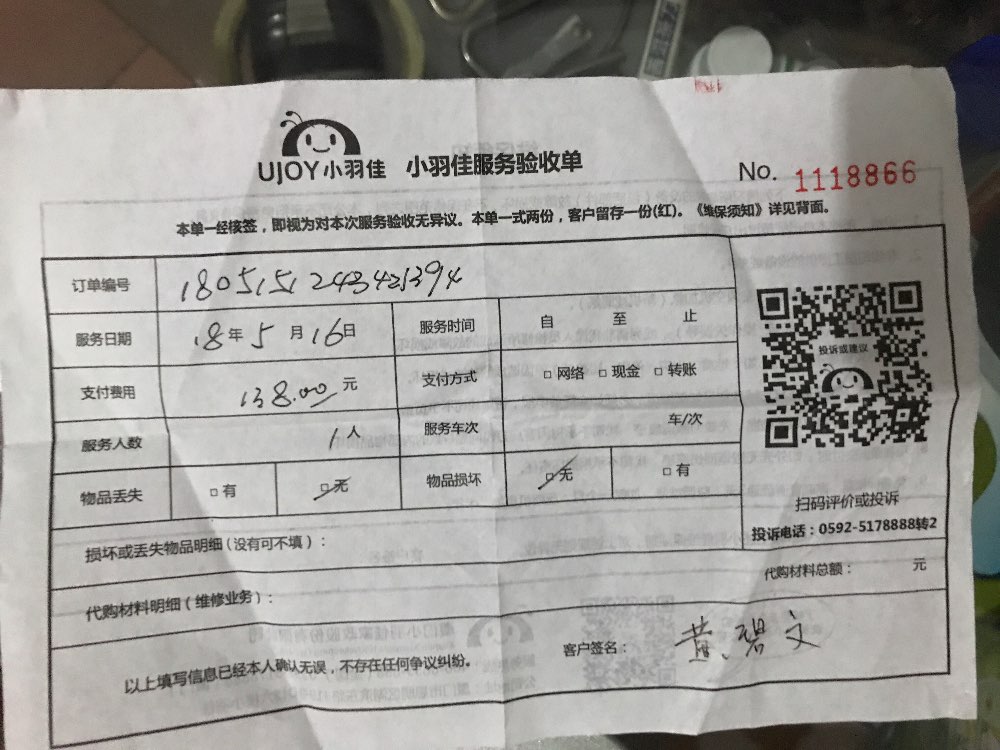 UJOY小羽佳 小羽佳服务验收单 No. 1118866
本单一经核签，即视为对本次服务验收无异议。本单一式两份，客户留存一份(红)。《维保须知》详见背面。
订单编号 180515124343421394
服务日期 18年5月16日 服务时间 自 至 止
支付费用 138.00元 支付方式 □网络 □现金 □转账
服务人数 1人 服务车次 车/次
物品丢失 □有 □无 物品损坏 □无 □有
投诉或建议
扫码评价或投诉
投诉电话：0592-5178888转2
损坏或丢失物品明细(没有可不填)：
代购材料明细(维修业务)： 代购材料总额： 元
以上填写信息已经本人确认无误，不存在任何争议纠纷。 客户签名：黄碧文